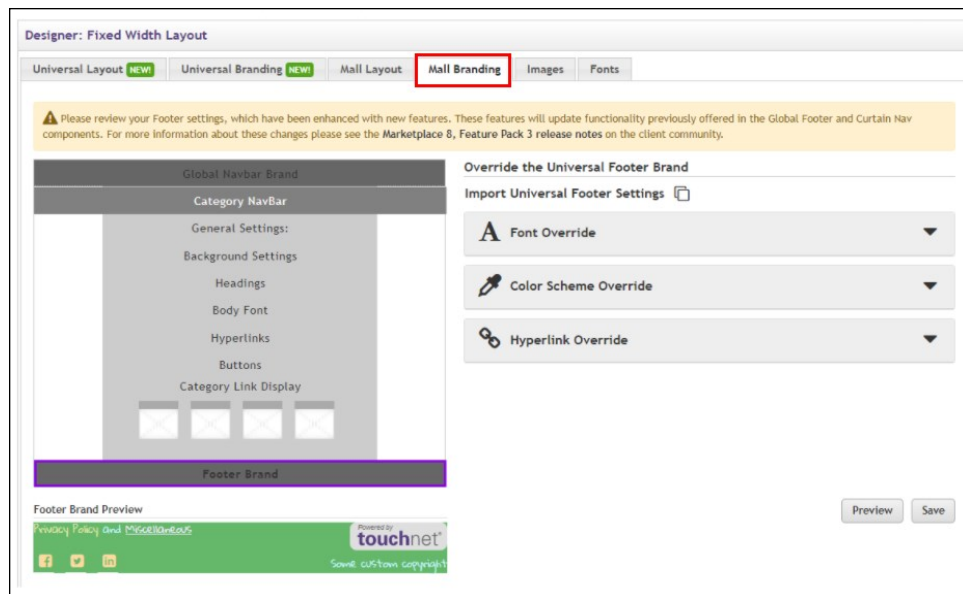 Designer: Fixed Width Layout
Universal Layout NEW! Universal Branding NEW! Mall Layout Mall Branding Images Fonts
Please review your Footer settings, which have been enhanced with new features. These features will update functionality previously offered in the Global Footer and Curtain Nav
components. For more information about these changes please see the Marketplace 8, Feature Pack 3 release notes on the client community.
Global Navbar Brand
Category NavBar
General Settings:
Background Settings
Headings
Body Font
Hyperlinks
Buttons
Category Link Display
Footer Brand
Override the Universal Footer Brand
Import Universal Footer Settings
A Font Override
Color Scheme Override
Hyperlink Override
Footer Brand Preview
Preview Save
Privacy Policy and Miscellaneous
Powered by
touchnet
Some custom copyright